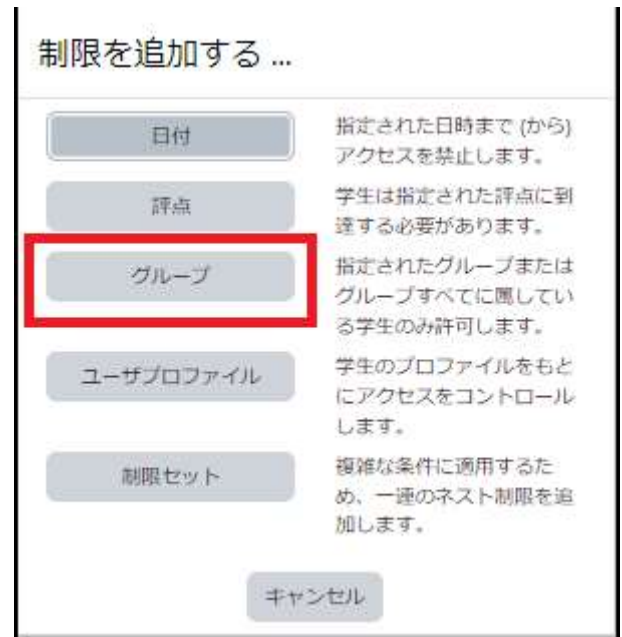 制限を追加する ...
日付
指定された日時まで (から)
アクセスを禁止します。
評点
学生は指定された評点に到
達する必要があります。
グループ
指定されたグループまたは
グループすべてに属してい
る学生のみ許可します。
ユーザプロファイル
学生のプロファイルをもと
にアクセスをコントロール
します。
制限セット
複雑な条件に適用するた
め、一連のネスト制限を追
加します。
キャンセル